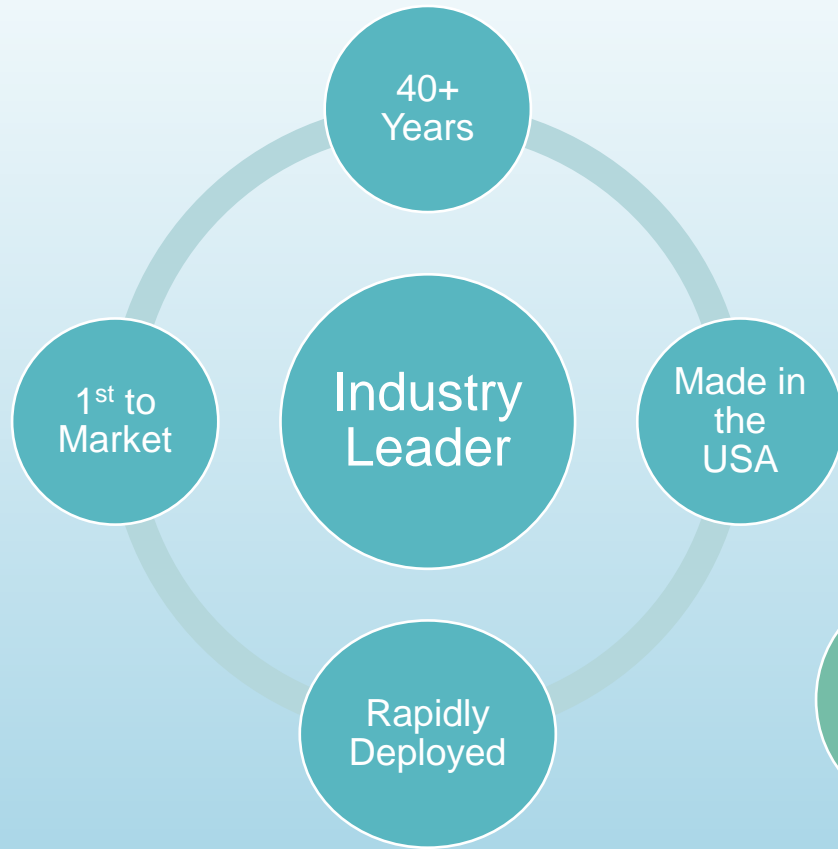 40+
Years
1st to
Market
Industry
Leader
Made in
the
USA
Rapidly
Deployed